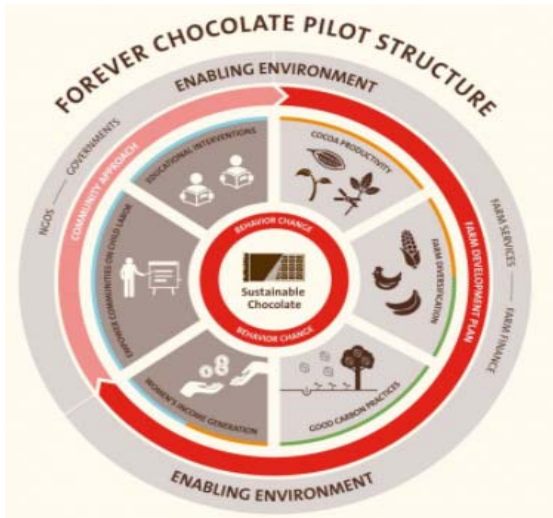 FOREVER CHOCOLATE PILOT STRUCTURE
ENABLING ENVIRONMENT
NGOS
GOVERNMENTS
COMMUNITY APPROACH
EDUCATIONAL INTERVENTIONS
COCOA PRODUCTIVITY
FARM SERVICES
FARM FINANCE
FARM DEVELOPMENT PLAN
EMPOWER COMMUNITIES ON CHILD LABOR
BEHAVIOR CHANGE
Sustainable
Chocolate
BEHAVIOR CHANGE
FARM DIVERSIFICATION
WOMEN'S INCOME GENERATION
GOOD CARBON PRACTICES
ENABLING ENVIRONMENT